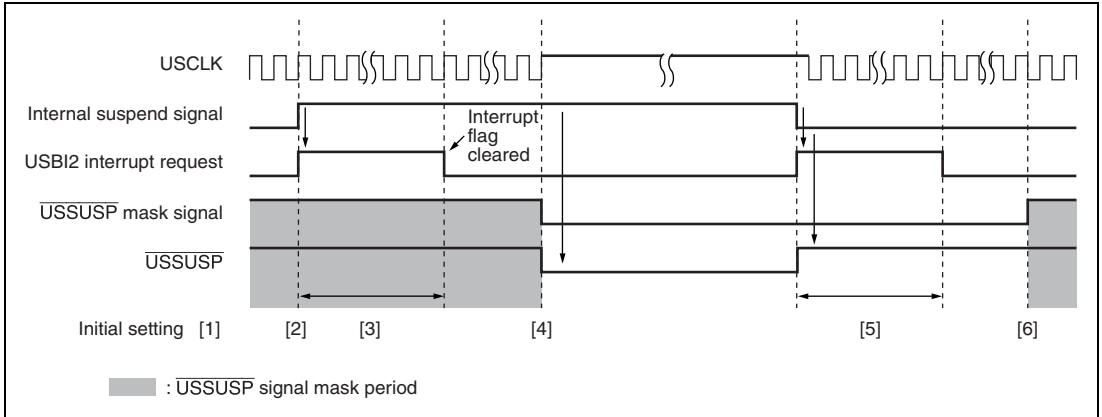 USCLK
Internal suspend signal
Interrupt
flag
cleared
USBI2 interrupt request
USSUSP mask signal
USSUSP
Initial setting [1] [2] [3] [4] [5] [6]
: USSUSP signal mask period